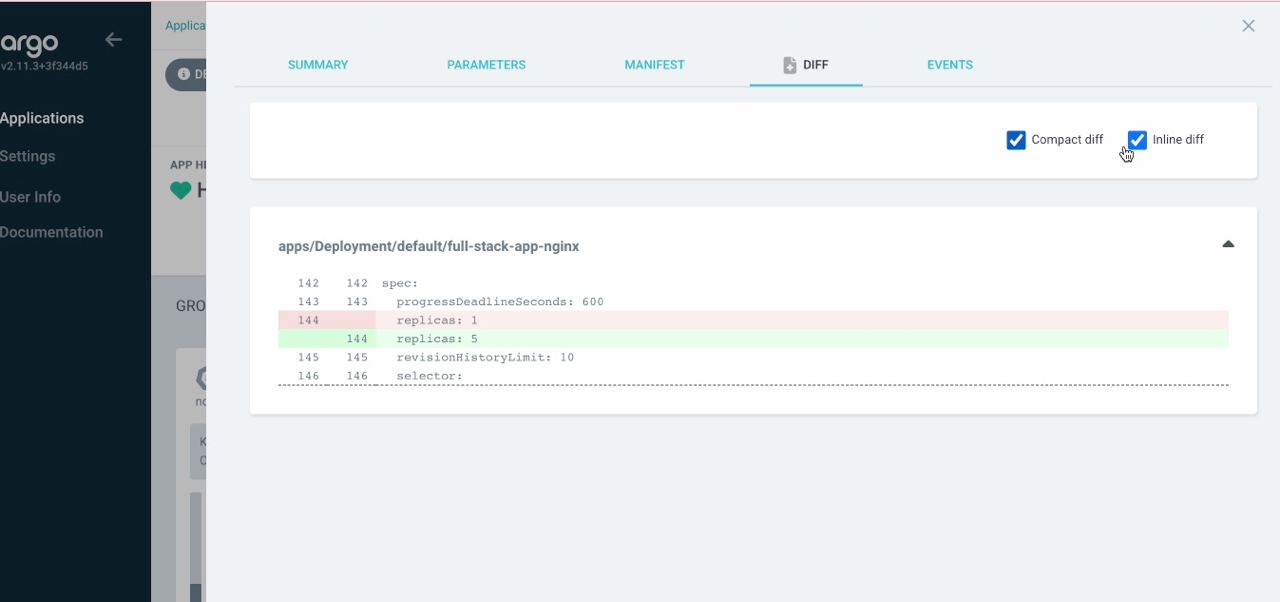 argo
v2.11.3+3f344d5
Applications
Settings
User Info
Documentation
Applica
DE
APP HE
H
GRO
SUMMARY PARAMETERS MANIFEST DIFF EVENTS
Compact diff Inline diff
apps/Deployment/default/full-stack-app-nginx
142 142 spec:
143 143 progressDeadlineSeconds: 600
144 replicas: 1
144 replicas: 5
145 145 revisionHistoryLimit: 10
146 146 selector: